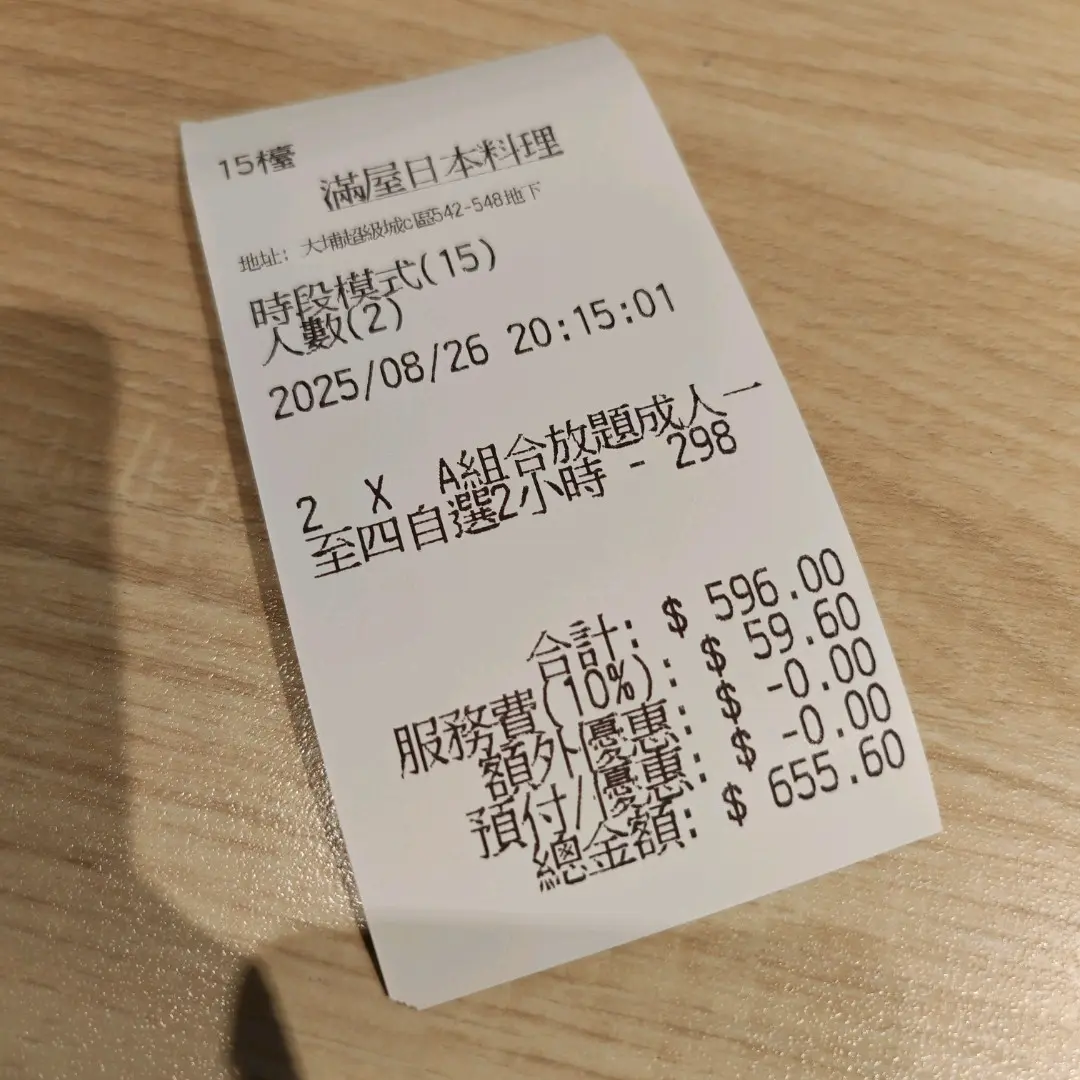 15檯
滿屋日本料理
地址: 大埔超級城c區542-548地下
時段模式(15)
人數(2)
2025/08/26 20:15:01
2 X A組合放題成人一
至四自選2小時 - 298
合計: $ 596.00
服務費(10%): $ 59.60
額外優惠: $ -0.00
預付/優惠: $ -0.00
總金額: $ 655.60